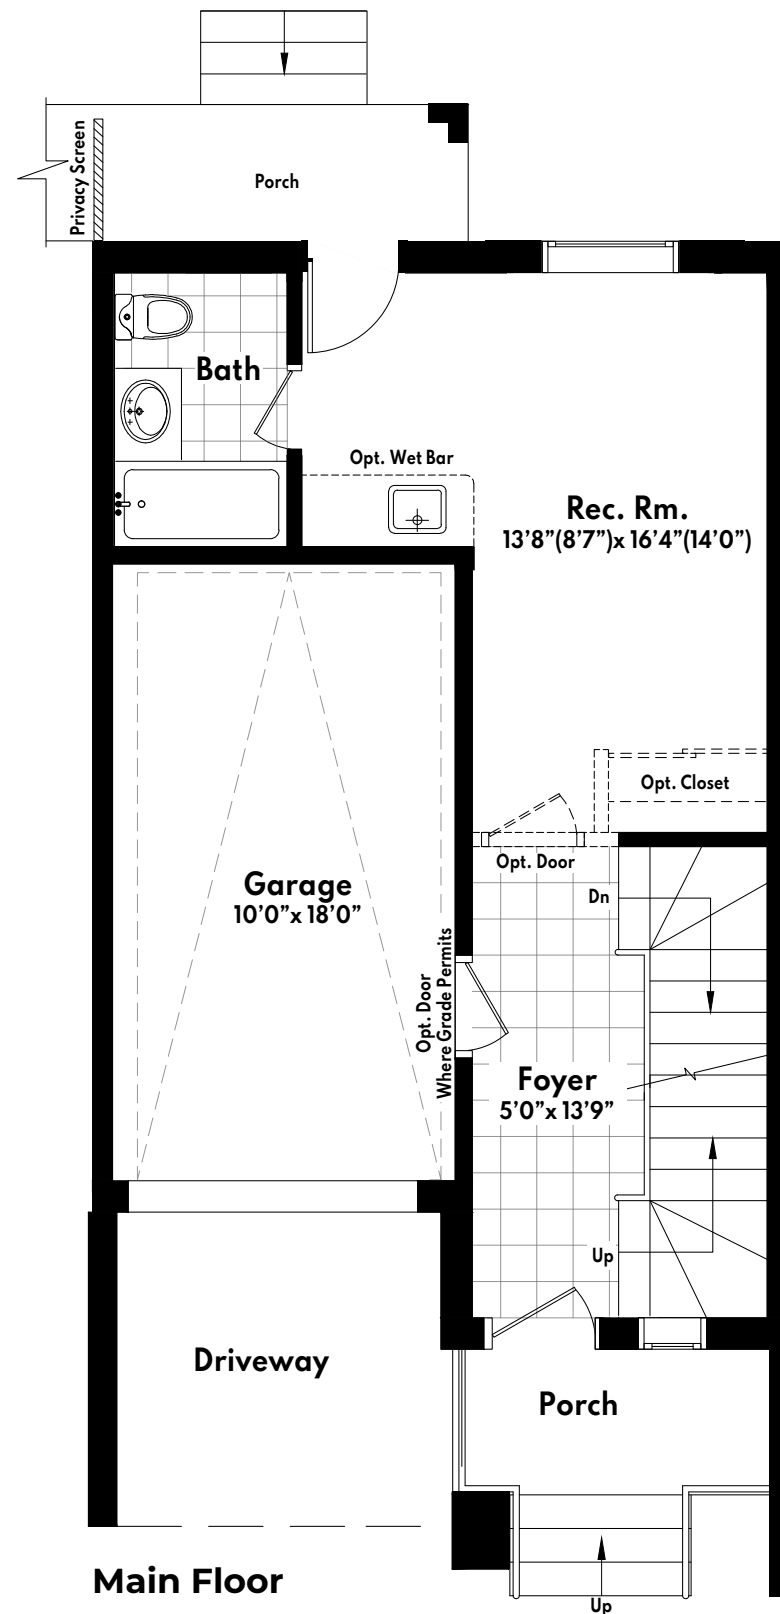 Privacy Screen
Porch
Bath
Opt. Wet Bar
Rec. Rm.
13’8”(8’7”)x 16’4”(14’0”)
Opt. Closet
Opt. Door
Garage
10’0”x 18’0”
Dn
Opt. Door
Where Grade Permits
Foyer
5’0”x 13’9”
Up
Driveway
Porch
Main Floor
Up